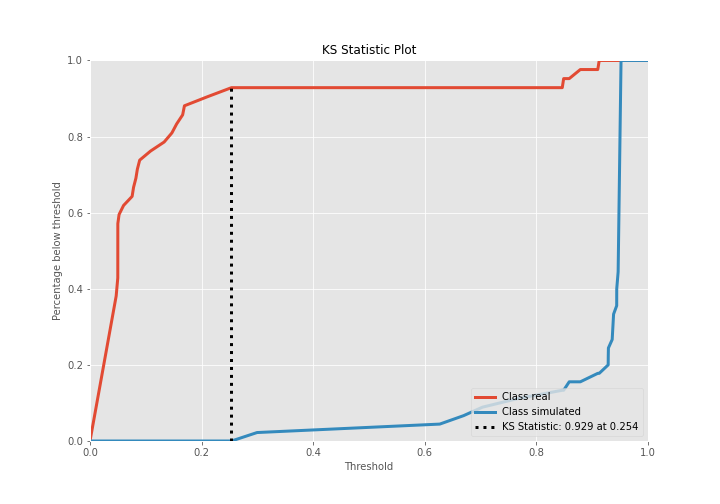 KS Statistic Plot
1.0
0.8
0.6
0.4
0.2
0.0
Percentage below threshold
Class real
Class simulated
KS Statistic: 0.929 at 0.254
0.0 0.2 0.4 0.6 0.8 1.0
Threshold